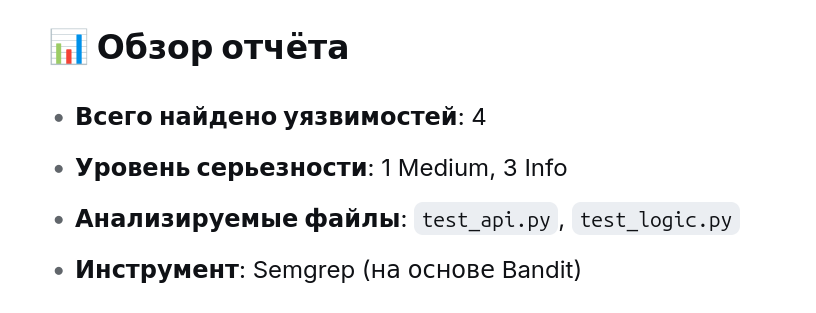 📊 Обзор отчёта
• Всего найдено уязвимостей: 4
• Уровень серьезности: 1 Medium, 3 Info
• Анализируемые файлы: test_api.py, test_logic.py
• Инструмент: Semgrep (на основе Bandit)